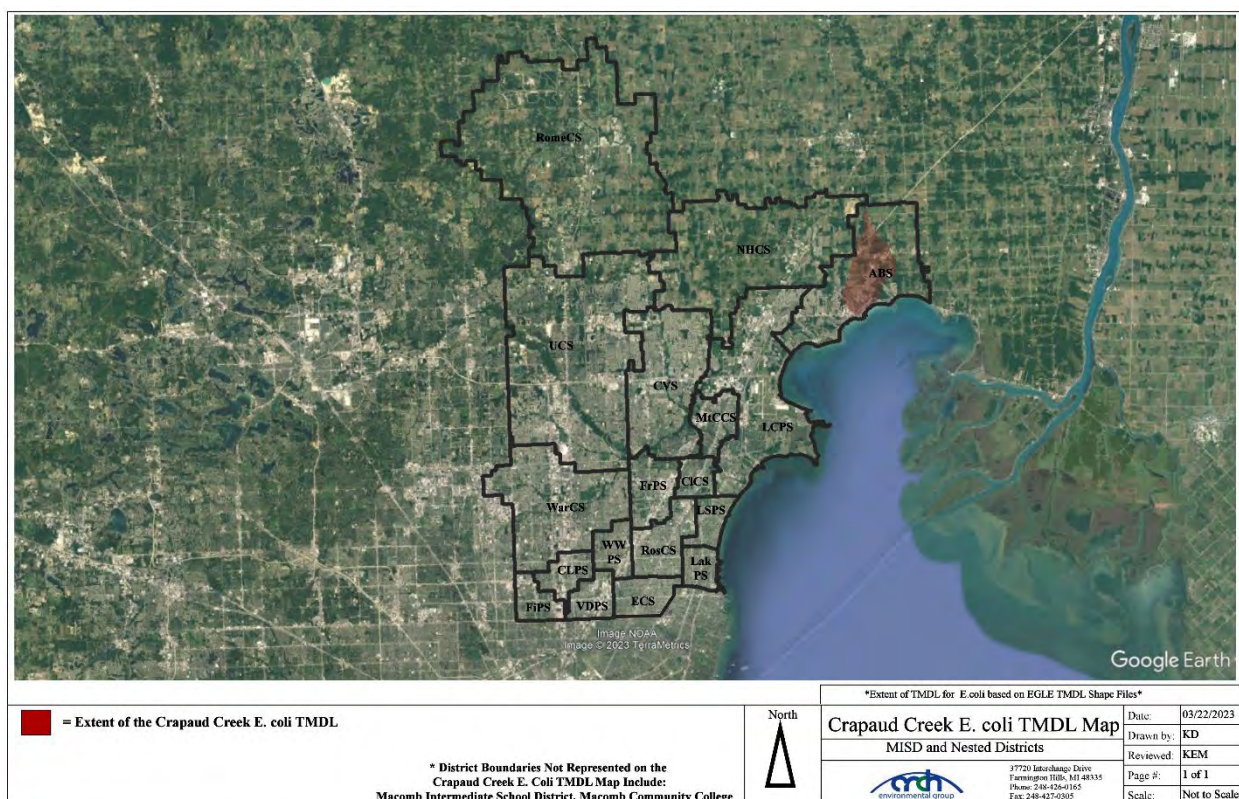 RomeCS
NHCS
ABS
UCS
CVS
MtCCS
LCPS
FrPS
ClCS
WarCS
LSPS
WW
PS
RosCS
CLPS
Lak
PS
FiPS
VDPS
ECS
Image NOAA
Image © 2023 TerraMetrics
Google Earth
*Extent of TMDL for E.coli based on EGLE TMDL Shape Files*
= Extent of the Crapaud Creek E. coli TMDL
* District Boundaries Not Represented on the
Crapaud Creek E. Coli TMDL Map Include:
Macomb Intermediate School District, Macomb Community College
North
Crapaud Creek E. coli TMDL Map
MISD and Nested Districts
environmental group
37720 Interchange Drive
Farmington Hills, MI 48335
Phone: 248-426-0165
Fax: 248-427-0305
Date: 03/22/2023
Drawn by: KD
Reviewed: KEM
Page #: 1 of 1
Scale: Not to Scale